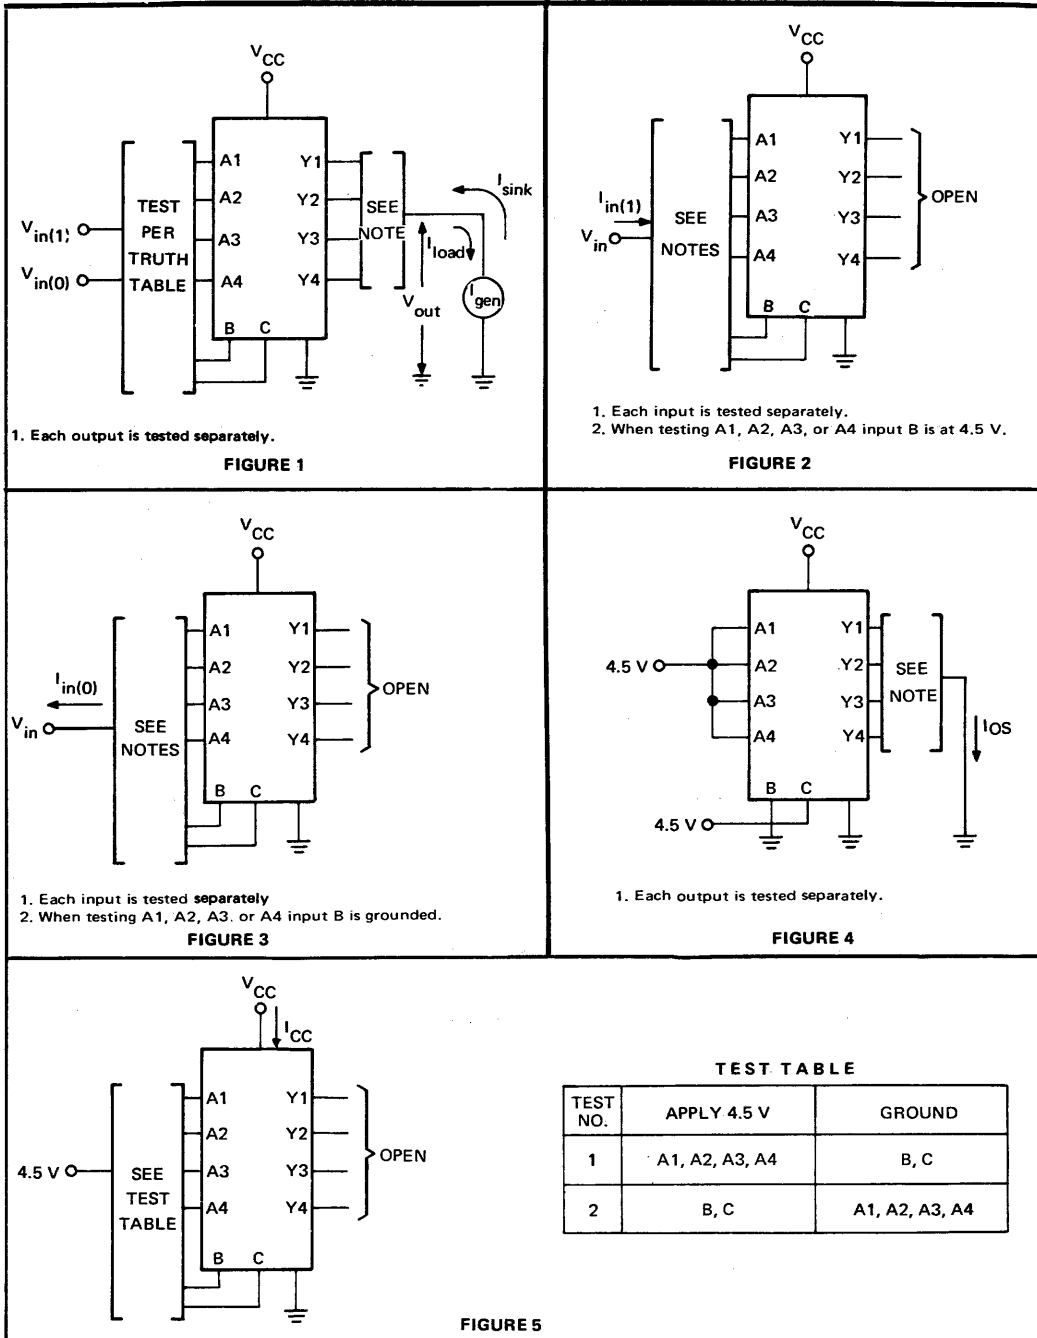 VCC
A1
A2
A3
A4
B C
Y1
Y2
Y3
Y4
TEST
PER
TRUTH
TABLE
Vin(1)
Vin(0)
SEE
NOTE
Isink
Iload
Igen
Vout
1. Each output is tested separately.
FIGURE 1
VCC
A1
A2
A3
A4
B C
Y1
Y2
Y3
Y4
OPEN
Iin(1)
Vin
SEE
NOTES
1. Each input is tested separately.
2. When testing A1, A2, A3, or A4 input B is at 4.5 V.
FIGURE 2
VCC
A1
A2
A3
A4
B C
Y1
Y2
Y3
Y4
OPEN
Iin(0)
Vin
SEE
NOTES
1. Each input is tested separately
2. When testing A1, A2, A3. or A4 input B is grounded.
FIGURE 3
VCC
A1
A2
A3
A4
B C
Y1
Y2
Y3
Y4
4.5 V
4.5 V
SEE
NOTE
IOS
1. Each output is tested separately.
FIGURE 4
VCC
ICC
A1
A2
A3
A4
B C
Y1
Y2
Y3
Y4
OPEN
4.5 V
SEE
TEST
TABLE
TEST TABLE
TEST NO. APPLY 4.5 V GROUND
1 A1, A2, A3, A4 B, C
2 B, C A1, A2, A3, A4
FIGURE 5